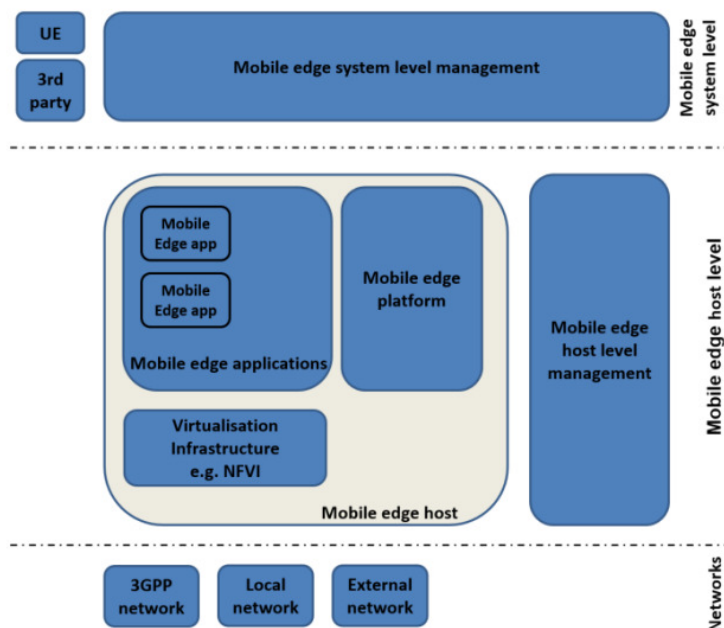 UE
3rd
party
Mobile edge system level management
Mobile edge
system level
Mobile
Edge app
Mobile
Edge app
Mobile edge applications
Mobile edge
platform
Virtualisation
Infrastructure
e.g. NFVI
Mobile edge host
Mobile edge
host level
management
Mobile edge host level
3GPP
network
Local
network
External
network
Networks